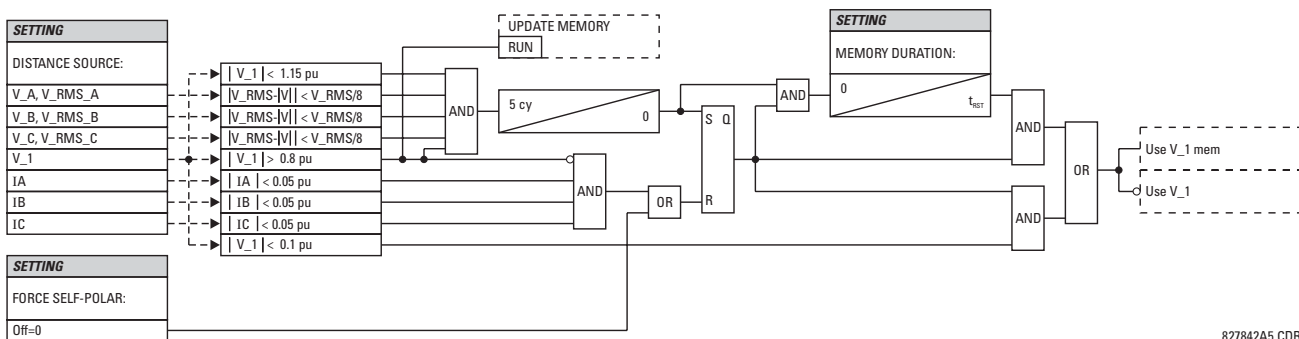 SETTING
DISTANCE SOURCE:
V_A, V_RMS_A
V_B, V_RMS_B
V_C, V_RMS_C
V_1
IA
IB
IC
SETTING
FORCE SELF-POLAR:
Off=0
| V_1 | < 1.15 pu
|V_RMS-|V|| < V_RMS/8
|V_RMS-|V|| < V_RMS/8
|V_RMS-|V|| < V_RMS/8
| V_1 | > 0.8 pu
| IA | < 0.05 pu
| IB | < 0.05 pu
| IC | < 0.05 pu
| V_1 | < 0.1 pu
UPDATE MEMORY
RUN
AND
5 cy
0
AND
OR
S Q
R
AND
SETTING
MEMORY DURATION:
0
tRST
AND
AND
OR
Use V_1 mem
Use V_1
827842A5.CDR